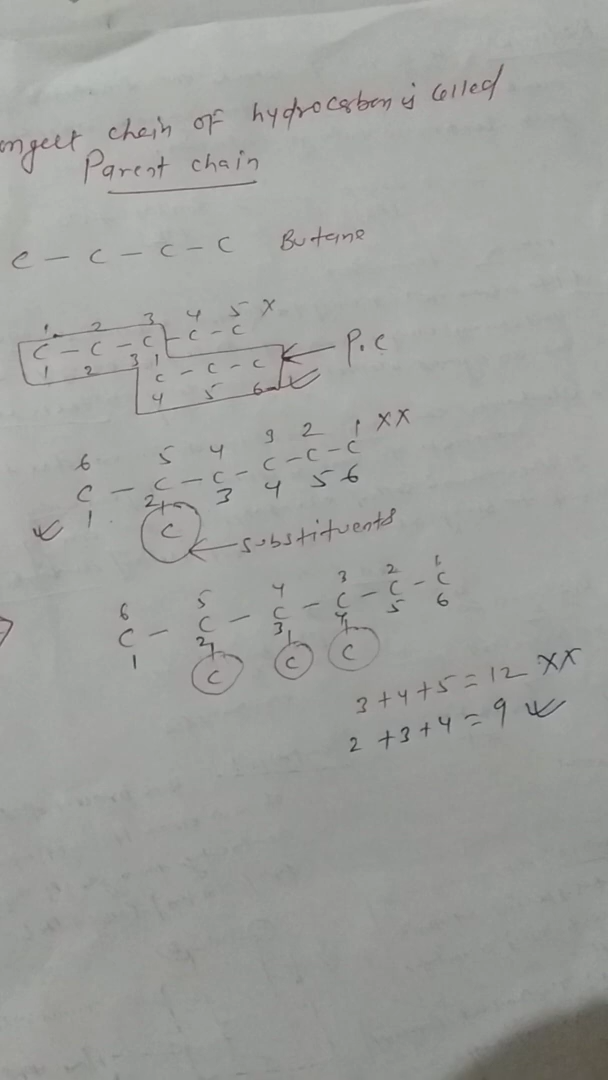 ongest chain of hydrocarbon is called
Parent chain
C - C - C - C Butane
1 2 3 4 5 X
C - C - C - C - C
1 2 3 C - C - C P.C
4 5 6
6 5 4 3 2 1 XX
C - C - C - C - C - C
1 2 3 4 5 6
C substituents
6 5 4 3 2 1
C - C - C - C - C - C
1 2 3 4 5 6
C C C
3+4+5=12 XX
2+3+4=9